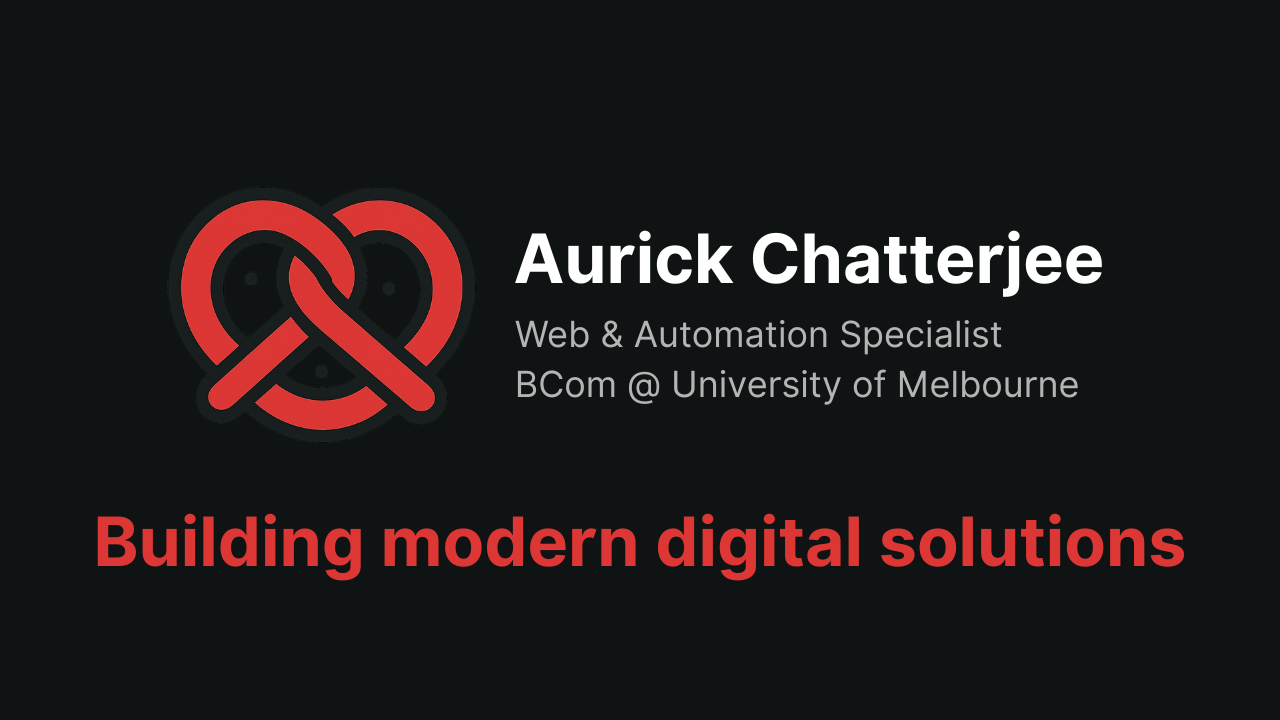 Aurick Chatterjee
Web & Automation Specialist
BCom @ University of Melbourne
Building modern digital solutions